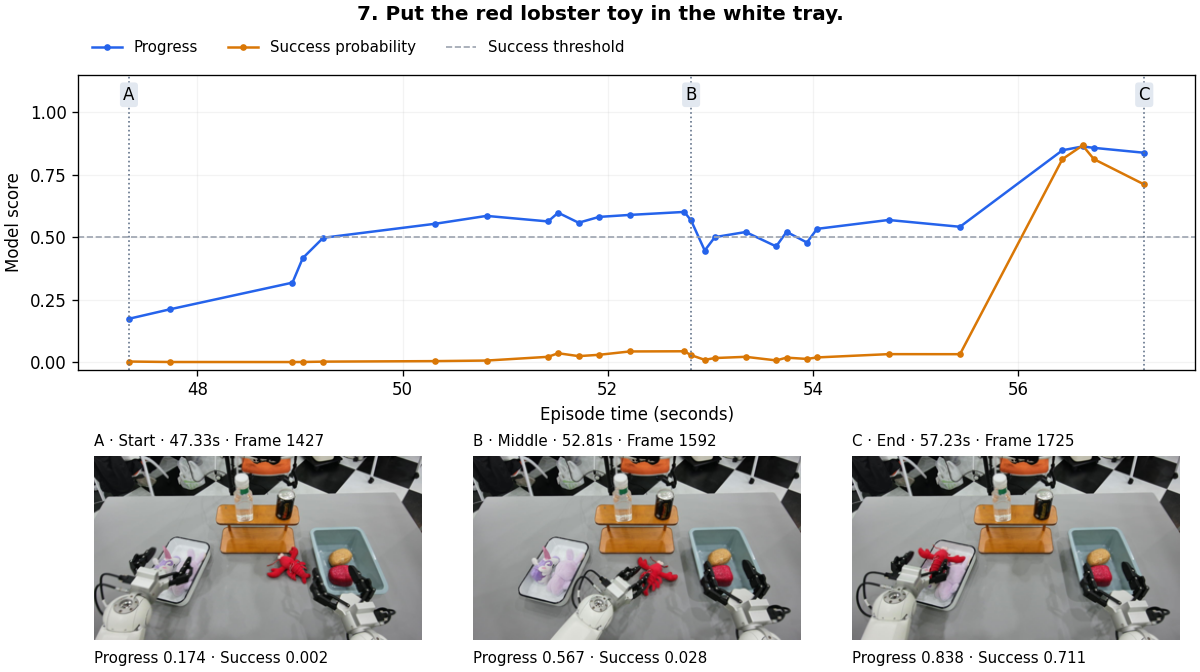 7. Put the red lobster toy in the white tray.
Progress
Success probability
Success threshold
A
B
C
1.00
0.75
0.50
0.25
0.00
Model score
48
50
52
54
56
Episode time (seconds)
A · Start · 47.33s · Frame 1427
B · Middle · 52.81s · Frame 1592
C · End · 57.23s · Frame 1725
Progress 0.174 · Success 0.002
Progress 0.567 · Success 0.028
Progress 0.838 · Success 0.711